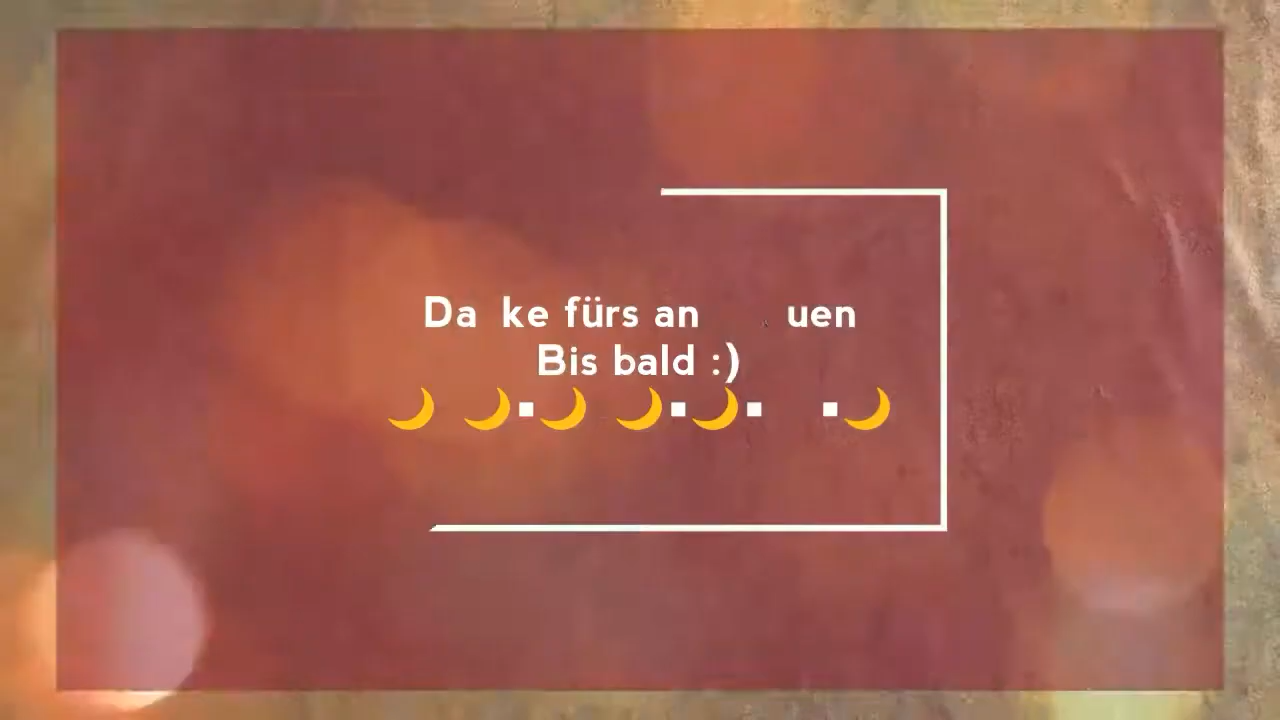 Da ke fürs an uen
Bis bald :)
🌙 🌙▪🌙 🌙▪🌙▪ ▪🌙